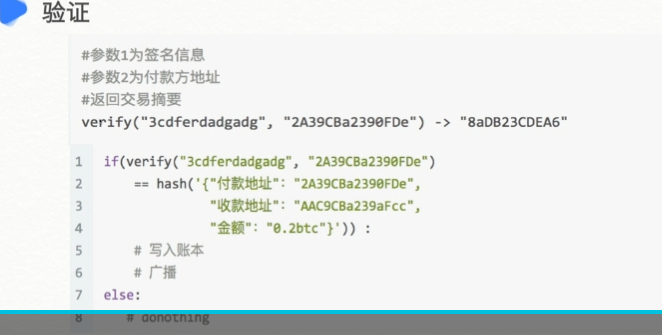 验证
#参数1为签名信息
#参数2为付款方地址
#返回交易摘要
verify("3cdferdadgadg", "2A39CBa2390FDe") -> "8aDB23CDEA6"
1 if(verify("3cdferdadgadg", "2A39CBa2390FDe")
2 == hash('{"付款地址": "2A39CBa2390FDe",
3 "收款地址": "AAC9CBa239aFcc",
4 "金额": "0.2btc"}')) :
5 # 写入账本
6 # 广播
7 else:
8 # donothing